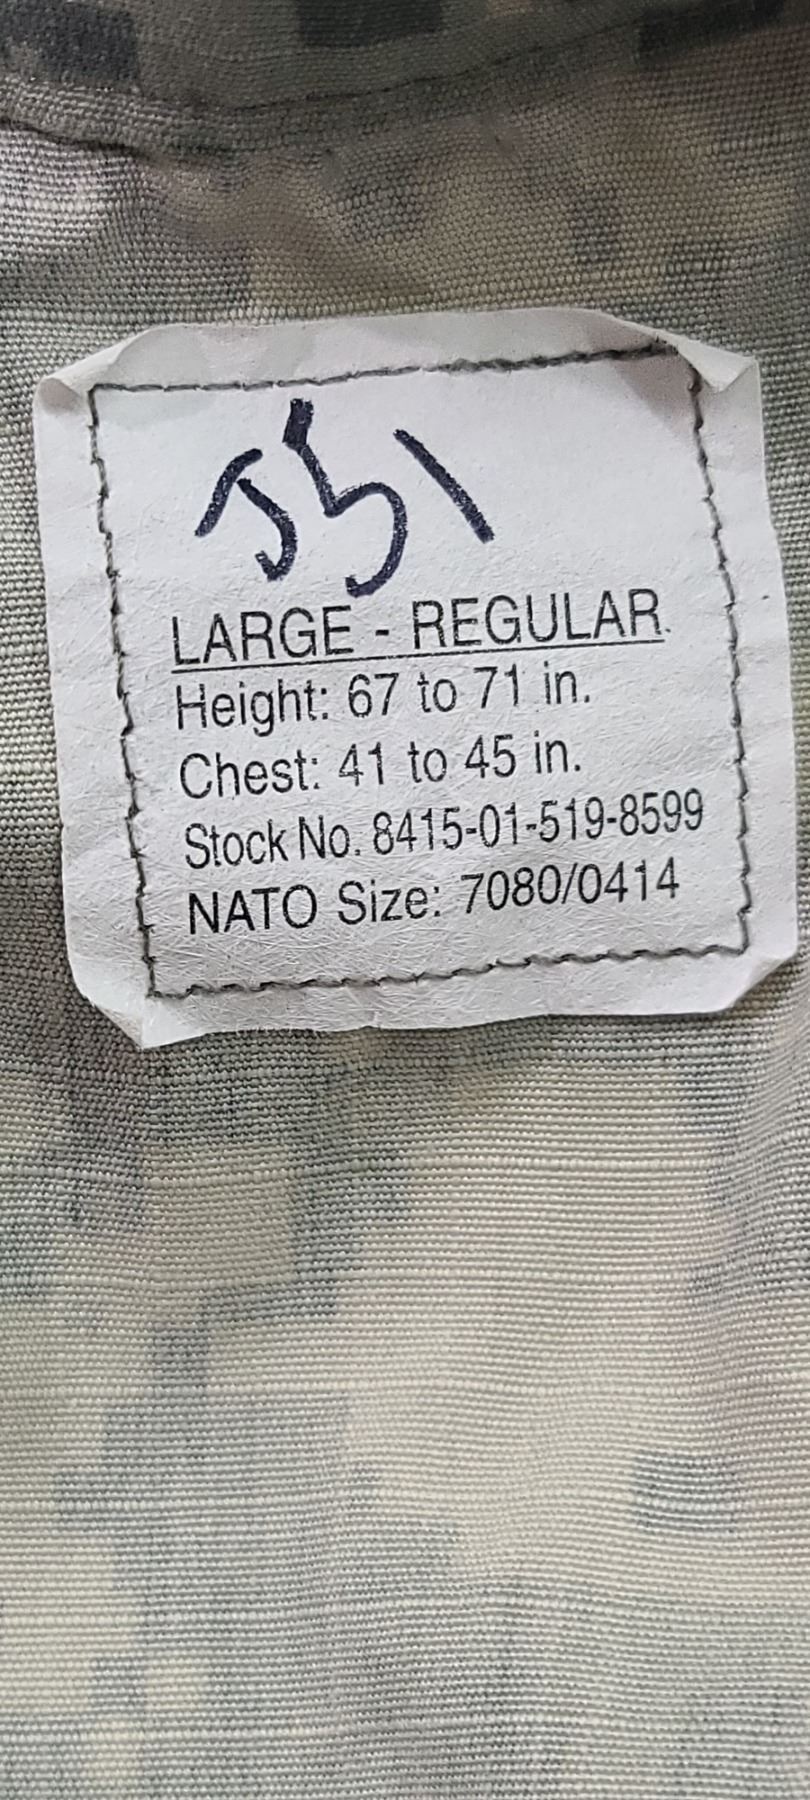 J51
LARGE - REGULAR
Height: 67 to 71 in.
Chest: 41 to 45 in.
Stock No. 8415-01-519-8599
NATO Size: 7080/0414